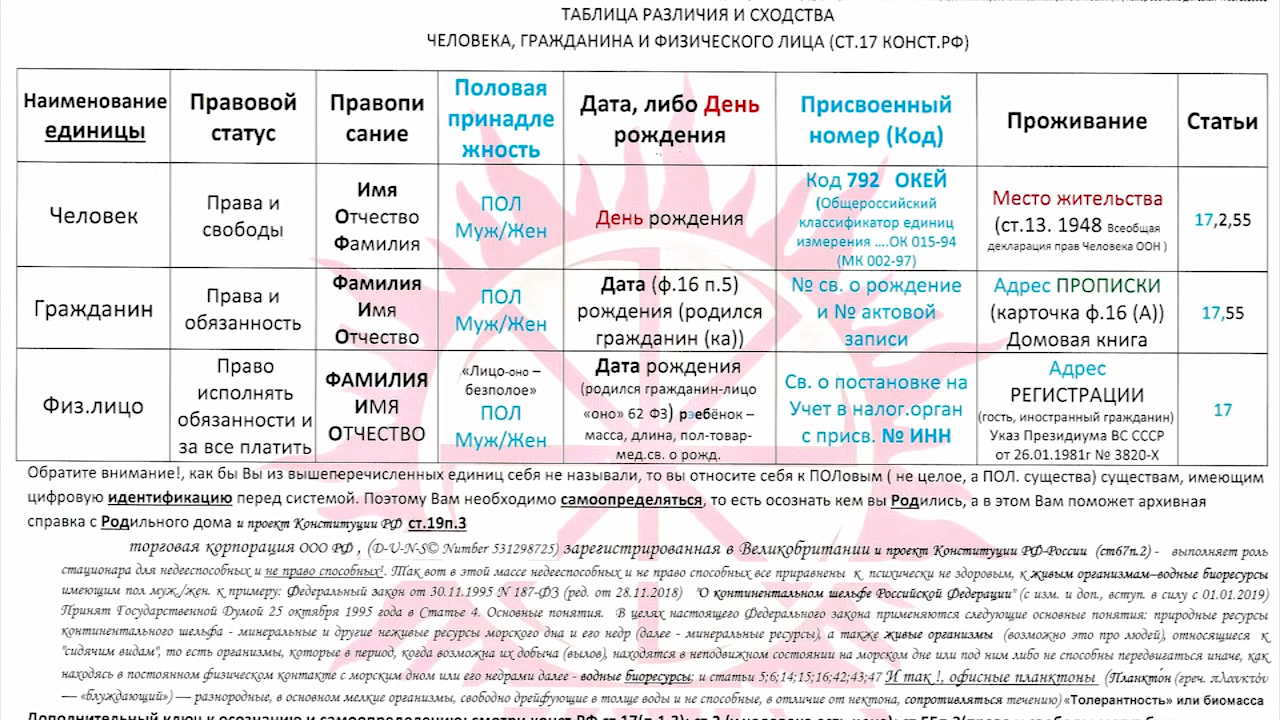 ТАБЛИЦА РАЗЛИЧИЯ И СХОДСТВА
ЧЕЛОВЕКА, ГРАЖДАНИНА И ФИЗИЧЕСКОГО ЛИЦА (СТ.17 КОНСТ.РФ)
Наименование единицы
Правовой статус
Правопи сание
Половая принадле жность
Дата, либо День рождения
Присвоенный номер (Код)
Проживание
Статьи
Человек
Права и свободы
Имя
Отчество
Фамилия
ПОЛ
Муж/Жен
День рождения
Код 792 ОКЕЙ
(Общероссийский
классификатор единиц
измерения ....ОК 015-94
(МК 002-97)
Место жительства
(ст.13. 1948 Всеобщая
декларация прав Человека ООН )
17,2,55
Гражданин
Права и
обязанность
Фамилия
Имя
Отчество
ПОЛ
Муж/Жен
Дата (ф.16 п.5)
рождения (родился
гражданин (ка))
№ св. о рождение
и № актовой
записи
Адрес ПРОПИСКИ
(карточка ф.16 (А))
Домовая книга
17,55
Физ.лицо
Право
исполнять
обязанности и
за все платить
ФАМИЛИЯ
ИМЯ
ОТЧЕСТВО
«Лицо-оно –
безполое»
ПОЛ
Муж/Жен
Дата рождения
(родился гражданин-лицо
«оно» 62 ФЗ) рэебёнок –
масса, длина, пол-товар-
мед.св. о рожд.
Св. о постановке на
Учет в налог.орган
с присв. № ИНН
Адрес
РЕГИСТРАЦИИ
(гость, иностранный гражданин)
Указ Президиума ВС СССР
от 26.01.1981г № 3820-Х
17
Обратите внимание!, как бы Вы из вышеперечисленных единиц себя не называли, то вы относите себя к ПОЛовым ( не целое, а ПОЛ. существа) существам, имеющим
цифровую идентификацию перед системой. Поэтому Вам необходимо самоопределяться, то есть осознать кем вы Родились, а в этом Вам поможет архивная
справка с Родильного дома и проект Конституции РФ ст.19п.3
торговая корпорация ООО РФ , (D-U-N-S© Number 531298725) зарегистрированная в Великобритании и проект Конституции РФ-России (ст67п.2) - выполняет роль
стационара для недееспособных и не право способных!. Так вот в этой массе недееспособных и не право способных все приравнены к психически не здоровым, к живым организмам–водные биоресурсы
имеющим пол муж./жен. к примеру: Федеральный закон от 30.11.1995 N 187-ФЗ (ред. от 28.11.2018) "О континентальном шельфе Российской Федерации" (с изм. и доп., вступ. в силу с 01.01.2019)
Принят Государственной Думой 25 октября 1995 года в Статье 4. Основные понятия. В целях настоящего Федерального закона применяются следующие основные понятия: природные ресурсы
континентального шельфа - минеральные и другие неживые ресурсы морского дна и его недр (далее - минеральные ресурсы), а также живые организмы (возможно это про людей), относящиеся к
"сидячим видам", то есть организмы, которые в период, когда возможна их добыча (вылов), находятся в неподвижном состоянии на морском дне или под ним либо не способны передвигаться иначе, как
находясь в постоянном физическом контакте с морским дном или его недрами далее - водные биоресурсы; и статьи 5;6;14;15;16;42;43;47 И так !, офисные планктоны (Планкто́н (греч. πλανκτόν
— «блуждающий») — разнородные, в основном мелкие организмы, свободно дрейфующие в толще воды и не способные, в отличие от нектона, сопротивляться течению) «Толерантность» или биомасса